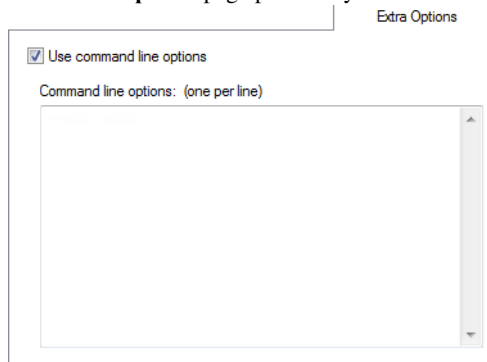 Extra Options
Use command line options
Command line options: (one per line)